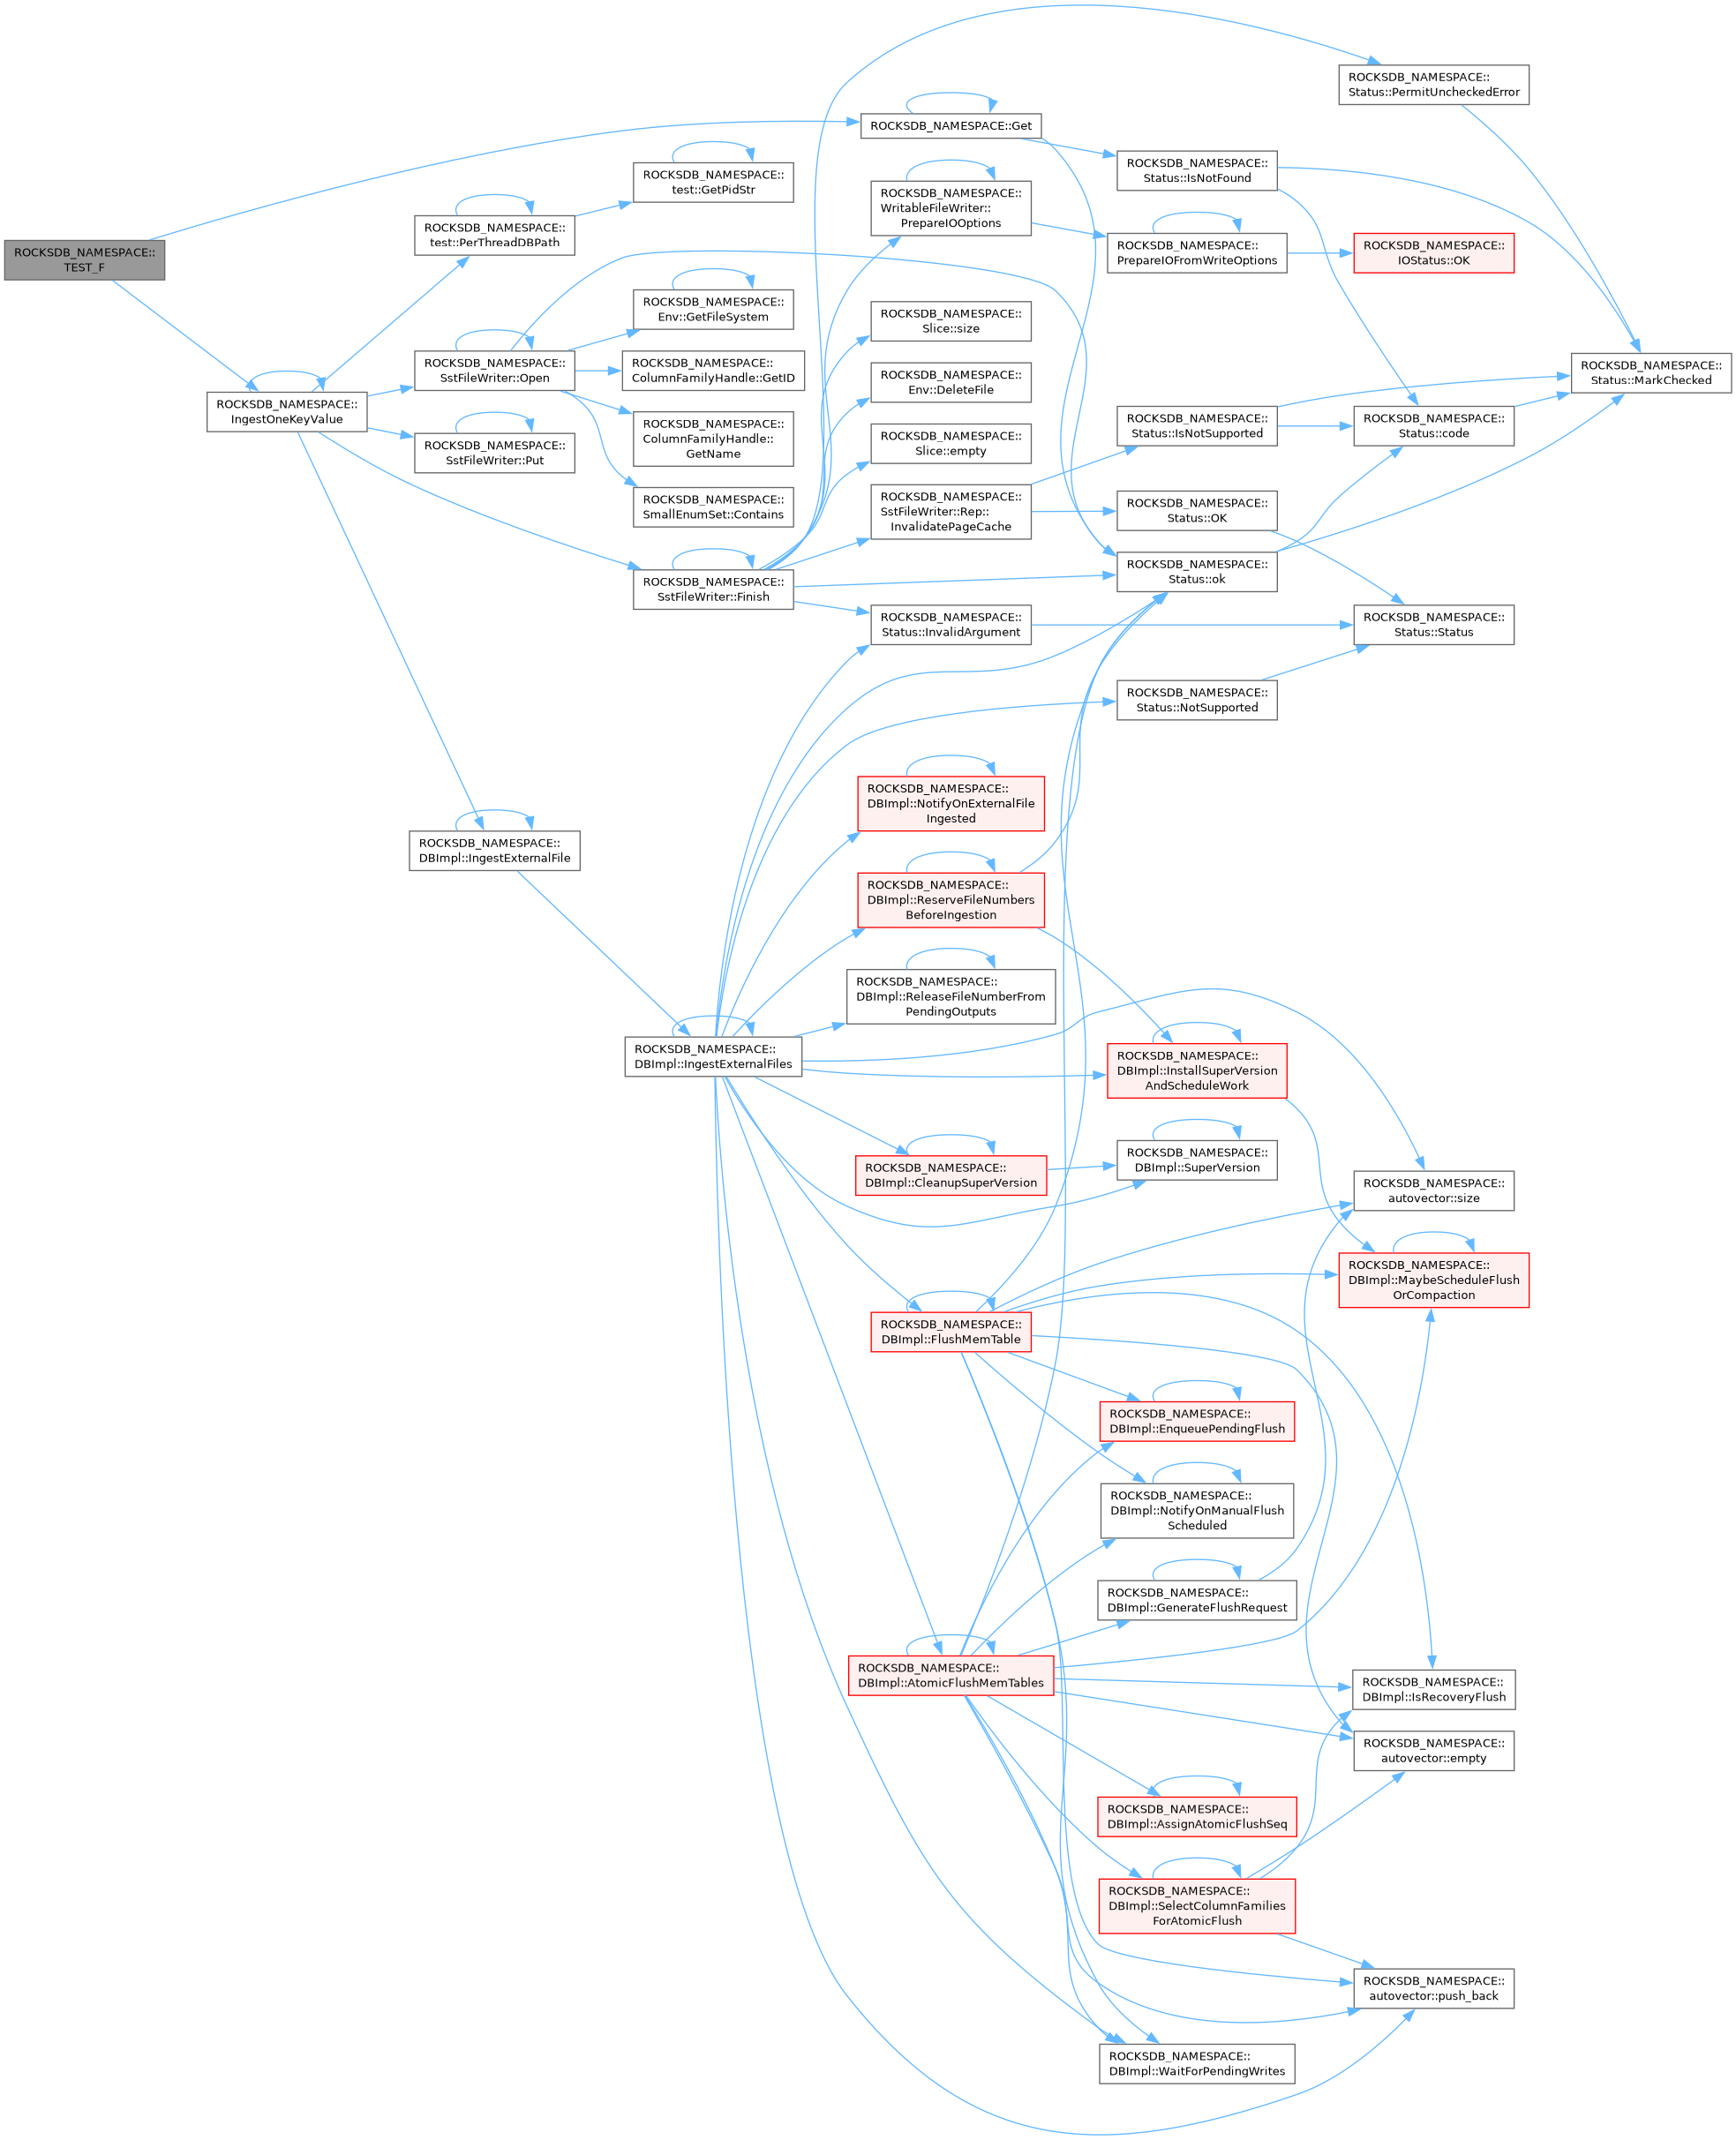 ROCKSDB_NAMESPACE::
TEST_F
ROCKSDB_NAMESPACE::
IngestOneKeyValue
ROCKSDB_NAMESPACE::
test::PerThreadDBPath
ROCKSDB_NAMESPACE::
SstFileWriter::Open
ROCKSDB_NAMESPACE::
SstFileWriter::Put
ROCKSDB_NAMESPACE::
DBImpl::IngestExternalFile
ROCKSDB_NAMESPACE::
test::GetPidStr
ROCKSDB_NAMESPACE::
Env::GetFileSystem
ROCKSDB_NAMESPACE::
ColumnFamilyHandle::GetID
ROCKSDB_NAMESPACE::
ColumnFamilyHandle::
GetName
ROCKSDB_NAMESPACE::
SmallEnumSet::Contains
ROCKSDB_NAMESPACE::
SstFileWriter::Finish
ROCKSDB_NAMESPACE::
DBImpl::IngestExternalFiles
ROCKSDB_NAMESPACE::Get
ROCKSDB_NAMESPACE::
WritableFileWriter::
PrepareIOOptions
ROCKSDB_NAMESPACE::
Slice::size
ROCKSDB_NAMESPACE::
Env::DeleteFile
ROCKSDB_NAMESPACE::
Slice::empty
ROCKSDB_NAMESPACE::
SstFileWriter::Rep::
InvalidatePageCache
ROCKSDB_NAMESPACE::
Status::InvalidArgument
ROCKSDB_NAMESPACE::
DBImpl::NotifyOnExternalFile
Ingested
ROCKSDB_NAMESPACE::
DBImpl::ReserveFileNumbers
BeforeIngestion
ROCKSDB_NAMESPACE::
DBImpl::ReleaseFileNumberFrom
PendingOutputs
ROCKSDB_NAMESPACE::
DBImpl::CleanupSuperVersion
ROCKSDB_NAMESPACE::
DBImpl::FlushMemTable
ROCKSDB_NAMESPACE::
DBImpl::AtomicFlushMemTables
ROCKSDB_NAMESPACE::
Status::IsNotFound
ROCKSDB_NAMESPACE::
PrepareIOFromWriteOptions
ROCKSDB_NAMESPACE::
Status::IsNotSupported
ROCKSDB_NAMESPACE::
Status::OK
ROCKSDB_NAMESPACE::
Status::ok
ROCKSDB_NAMESPACE::
Status::NotSupported
ROCKSDB_NAMESPACE::
DBImpl::InstallSuperVersion
AndScheduleWork
ROCKSDB_NAMESPACE::
DBImpl::SuperVersion
ROCKSDB_NAMESPACE::
DBImpl::EnqueuePendingFlush
ROCKSDB_NAMESPACE::
DBImpl::NotifyOnManualFlush
Scheduled
ROCKSDB_NAMESPACE::
DBImpl::GenerateFlushRequest
ROCKSDB_NAMESPACE::
DBImpl::AssignAtomicFlushSeq
ROCKSDB_NAMESPACE::
DBImpl::SelectColumnFamilies
ForAtomicFlush
ROCKSDB_NAMESPACE::
DBImpl::WaitForPendingWrites
ROCKSDB_NAMESPACE::
Status::PermitUncheckedError
ROCKSDB_NAMESPACE::
IOStatus::OK
ROCKSDB_NAMESPACE::
Status::code
ROCKSDB_NAMESPACE::
Status::Status
ROCKSDB_NAMESPACE::
autovector::size
ROCKSDB_NAMESPACE::
DBImpl::MaybeScheduleFlush
OrCompaction
ROCKSDB_NAMESPACE::
DBImpl::IsRecoveryFlush
ROCKSDB_NAMESPACE::
autovector::empty
ROCKSDB_NAMESPACE::
autovector::push_back
ROCKSDB_NAMESPACE::
Status::MarkChecked